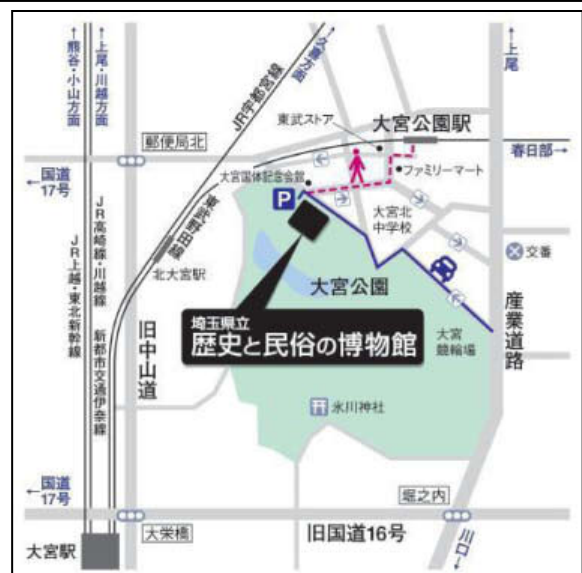 ↑熊谷・小山方面
↑上尾・川越方面
JR宇都宮線
↑久喜方面
↑上尾
東武ストア
大宮公園駅
郵便局北
春日部→
←国道
17号
大宮国体記念会館
ファミリーマート
P
JR上越・東北新幹線
JR高崎線・川越線
新都市交通伊奈線
東武野田線
北大宮駅
大宮北
中学校
交番
大宮公園
旧中山道
埼玉県立
歴史と民俗の博物館
大宮
競輪場
産業道路
氷川神社
←国道
17号
堀之内
大栄橋
旧国道16号
川口→
大宮駅